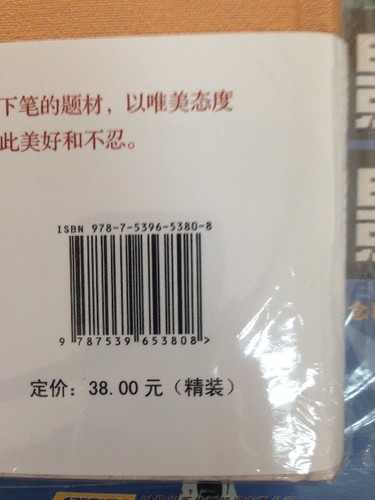 下笔的题材，以唯美态度
此美好和不忍。
ISBN 978-7-5396-5380-8
9 787539 653808 >
定价：38.00 元（精装）